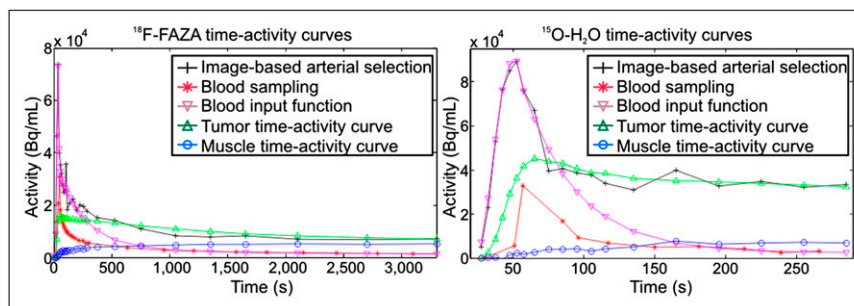 ¹⁸F-FAZA time-activity curves
8 x 10⁴
6
4
2
0
Activity (Bq/mL)
Image-based arterial selection
Blood sampling
Blood input function
Tumor time-activity curve
Muscle time-activity curve
0 500 1,000 1,500 2,000 2,500 3,000
Time (s)
¹⁵O-H₂O time-activity curves
x 10⁴
8
6
4
2
0
Activity (Bq/mL)
Image-based arterial selection
Blood sampling
Blood input function
Tumor time-activity curve
Muscle time-activity curve
50 100 150 200 250
Time (s)